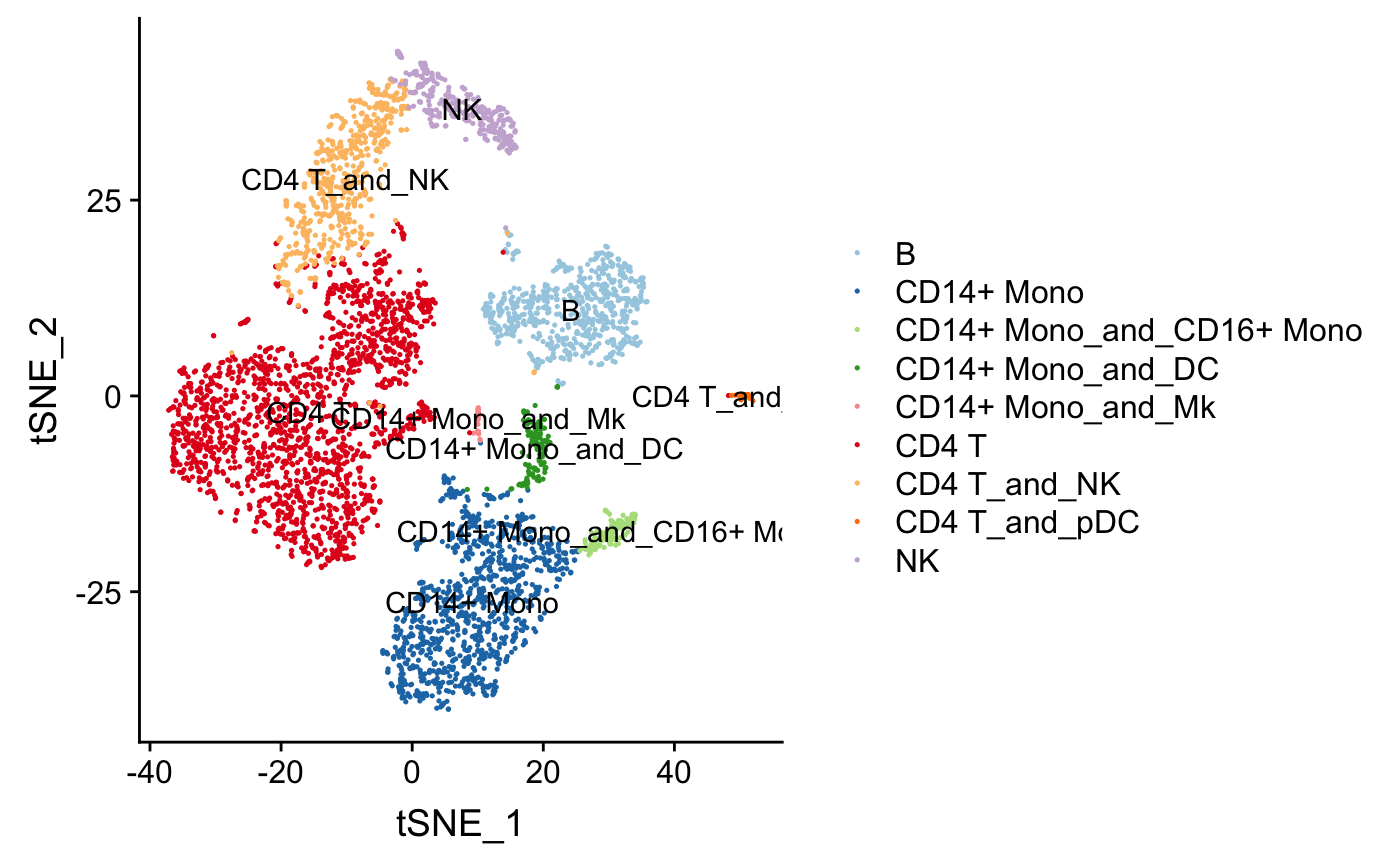 NK
CD4 T_and_NK
25
B
0
CD4 T_and
CD4 T
CD14+ Mono_and_Mk
CD14+ Mono_and_DC
CD14+ Mono_and_CD16+ Mo
-25
CD14+ Mono
-40
-20
0
20
40
tSNE_1
tSNE_2
B
CD14+ Mono
CD14+ Mono_and_CD16+ Mono
CD14+ Mono_and_DC
CD14+ Mono_and_Mk
CD4 T
CD4 T_and_NK
CD4 T_and_pDC
NK